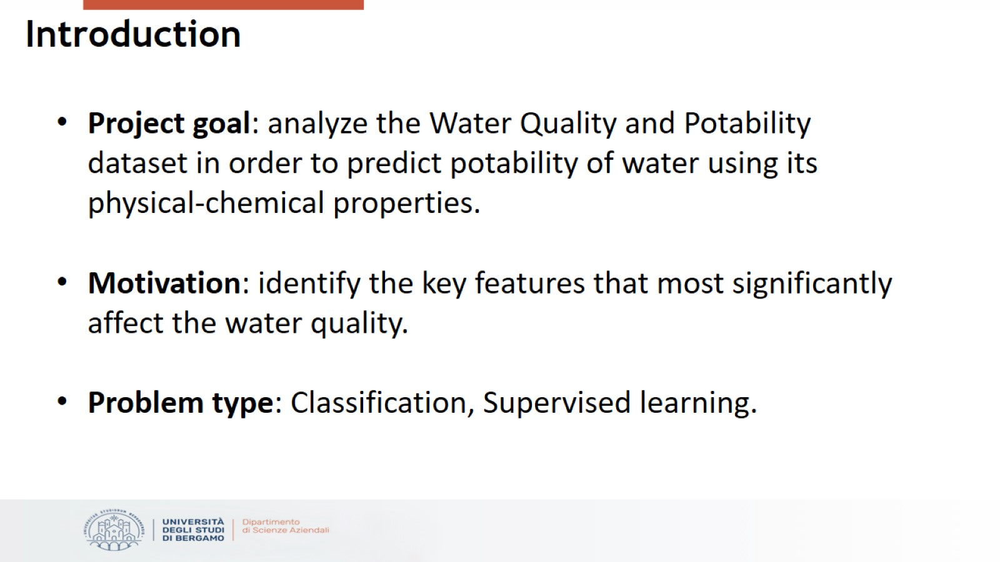 Introduction
• Project goal: analyze the Water Quality and Potability
dataset in order to predict potability of water using its
physical-chemical properties.
• Motivation: identify the key features that most significantly
affect the water quality.
• Problem type: Classification, Supervised learning.
UNIVERSITÀ
DEGLI STUDI
DI BERGAMO
Dipartimento
di Scienze Aziendali